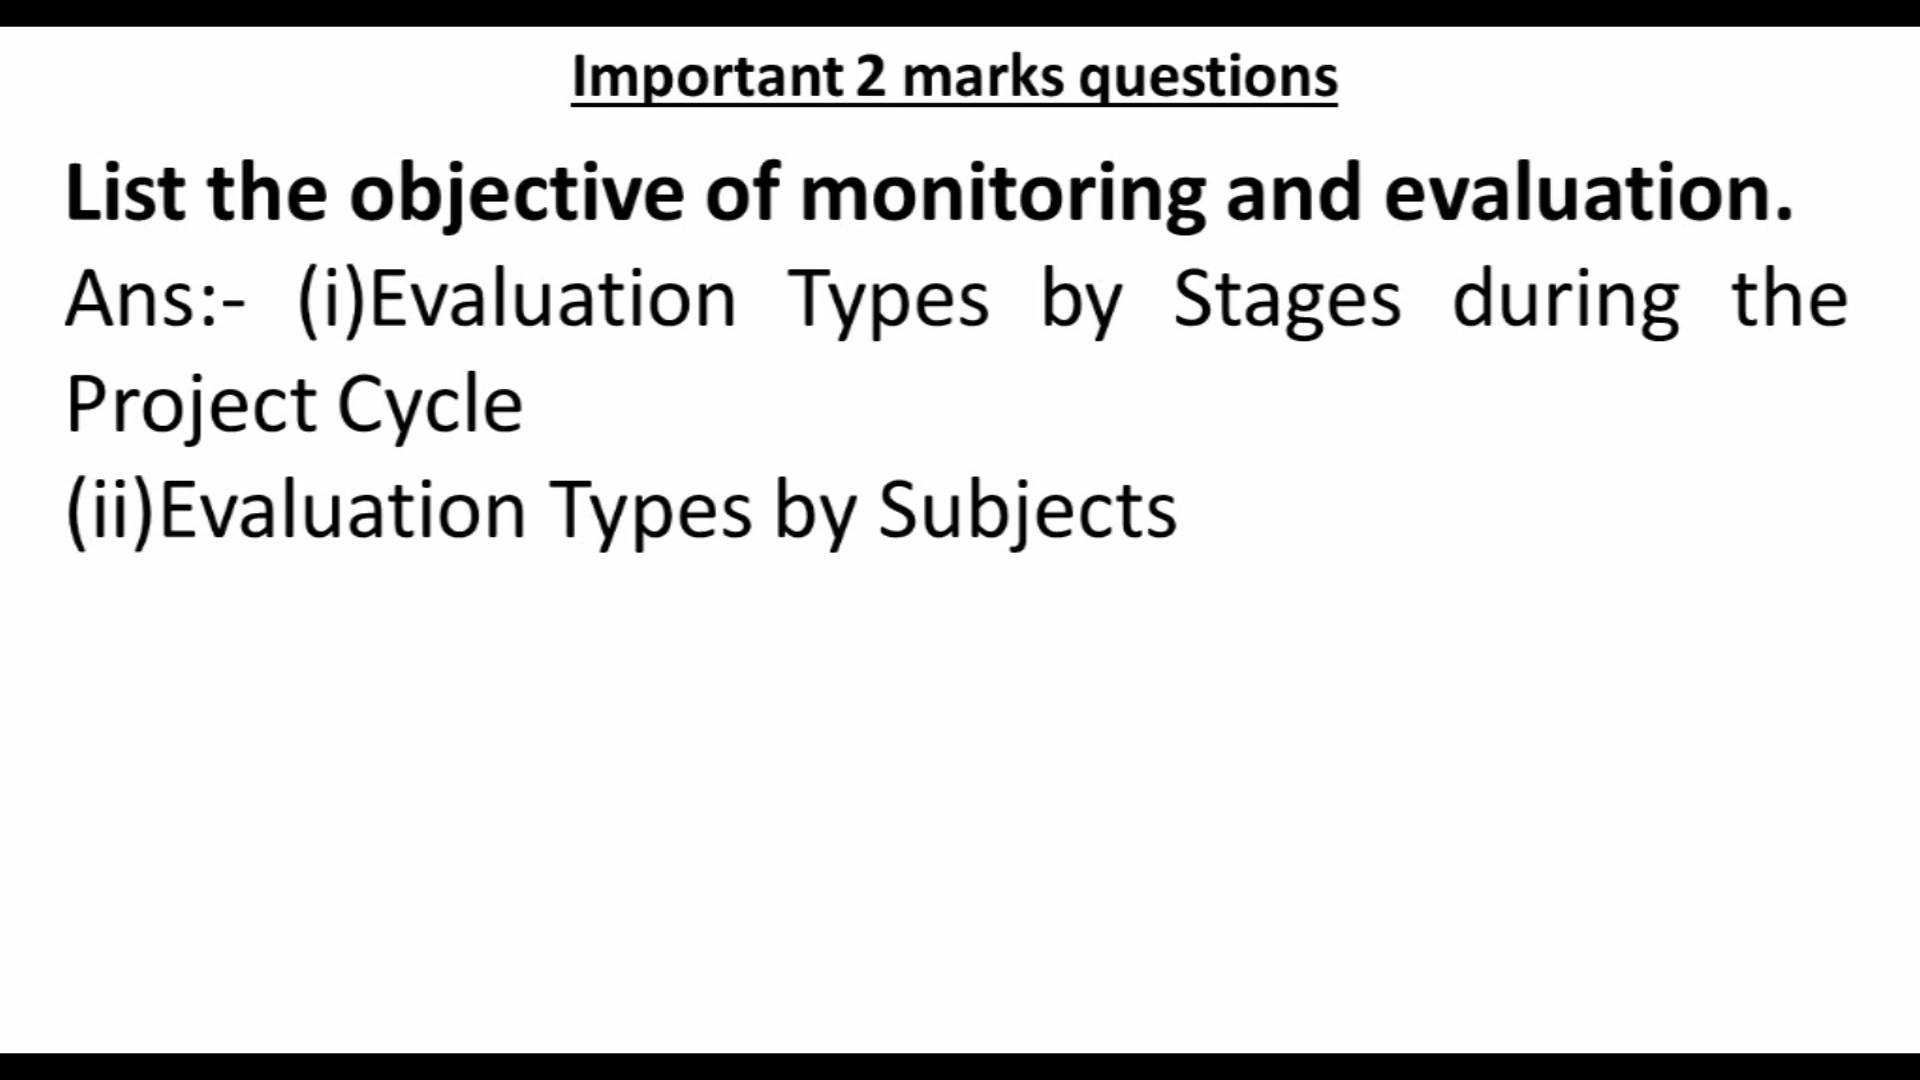 Important 2 marks questions
List the objective of monitoring and evaluation.
Ans:- (i)Evaluation Types by Stages during the
Project Cycle
(ii)Evaluation Types by Subjects